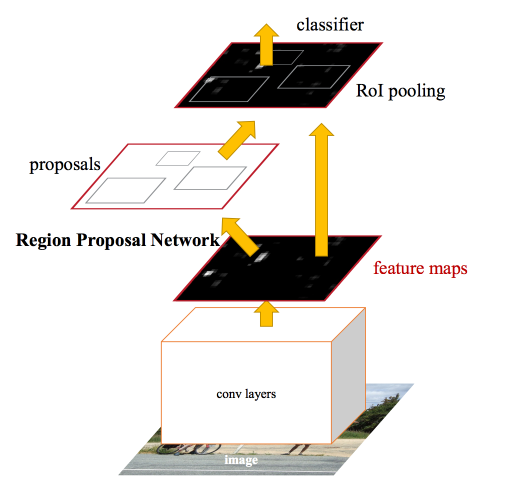 classifier
RoI pooling
proposals
Region Proposal Network
feature maps
conv layers
image